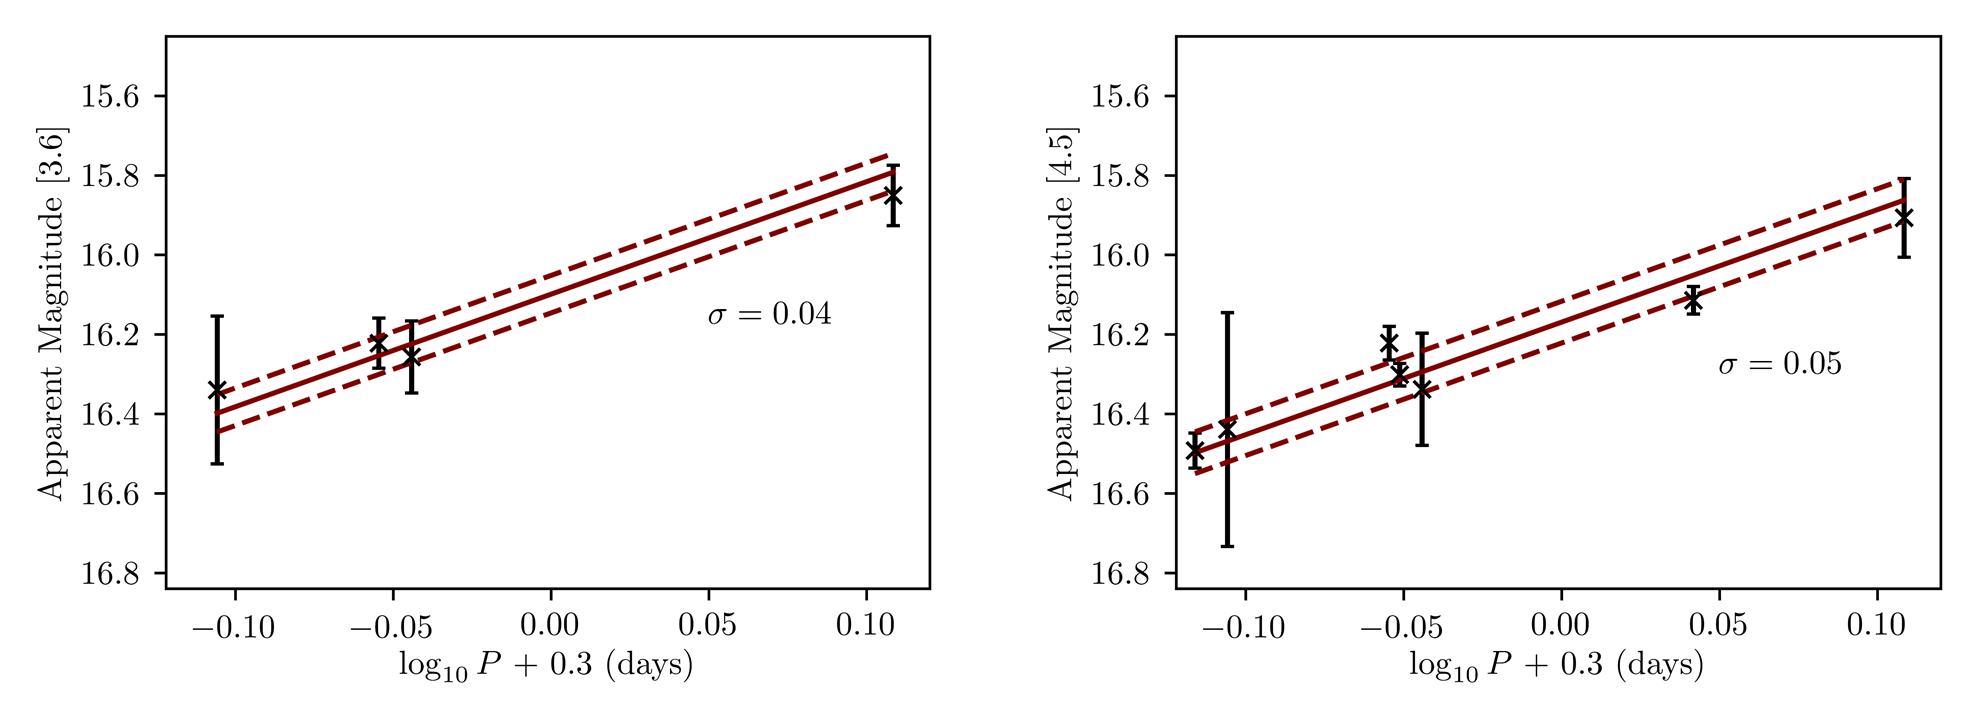 Apparent Magnitude [3.6]
15.6
15.8
16.0
16.2
16.4
16.6
16.8
σ = 0.04
−0.10 −0.05 0.00 0.05 0.10
log₁₀ P + 0.3 (days)
Apparent Magnitude [4.5]
15.6
15.8
16.0
16.2
16.4
16.6
16.8
σ = 0.05
−0.10 −0.05 0.00 0.05 0.10
log₁₀ P + 0.3 (days)